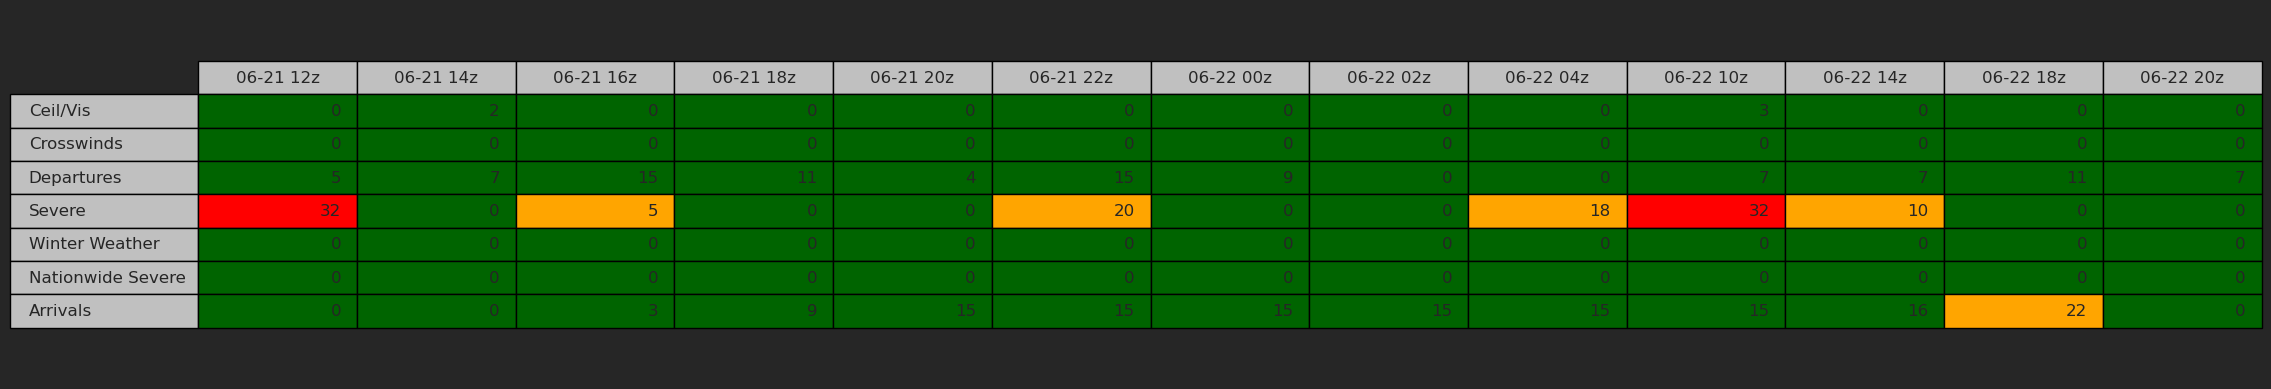 06-21 12z 06-21 14z 06-21 16z 06-21 18z 06-21 20z 06-21 22z 06-22 00z 06-22 02z 06-22 04z 06-22 10z 06-22 14z 06-22 18z 06-22 20z
Ceil/Vis 0 2 0 0 0 0 0 0 0 3 0 0 0
Crosswinds 0 0 0 0 0 0 0 0 0 0 0 0 0
Departures 5 7 15 11 4 15 9 0 0 7 7 11 7
Severe 32 0 5 0 0 20 0 0 18 32 10 0 0
Winter Weather 0 0 0 0 0 0 0 0 0 0 0 0 0
Nationwide Severe 0 0 0 0 0 0 0 0 0 0 0 0 0
Arrivals 0 0 3 9 15 15 15 15 15 15 16 22 0